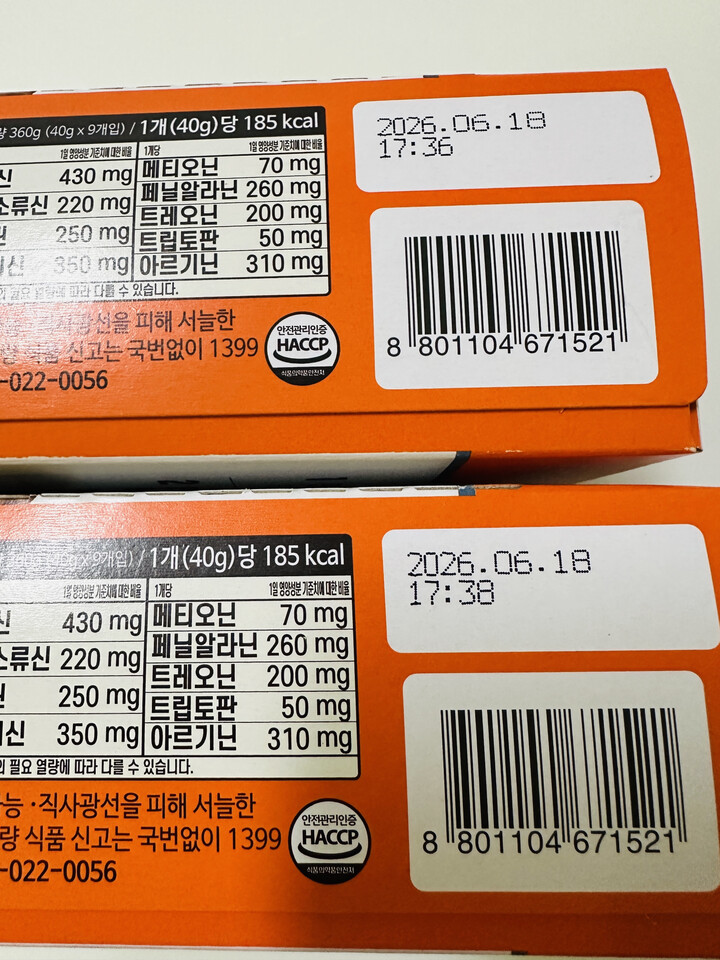 량 360g (40g x 9개입) / 1개(40g)당 185 kcal
1일 영양성분 기준치에 대한 비율
신 430 mg
소류신 220 mg
250 mg
신 350 mg
1개당 1일 영양성분 기준치에 대한 비율
메티오닌 70 mg
페닐알라닌 260 mg
트레오닌 200 mg
트립토판 50 mg
아르기닌 310 mg
필요 열량에 따라 다를 수 있습니다.
직사광선을 피해 서늘한
량 식품 신고는 국번없이 1399
-022-0056
안전관리인증
HACCP
식품의약품안전처
2026.06.18
17:36
8 801104 671521
x 9개입) / 1개(40g)당 185 kcal
1일 영양성분 기준치에 대한 비율
신 430 mg
소류신 220 mg
250 mg
신 350 mg
1개당 1일 영양성분 기준치에 대한 비율
메티오닌 70 mg
페닐알라닌 260 mg
트레오닌 200 mg
트립토판 50 mg
아르기닌 310 mg
의 필요 열량에 따라 다를 수 있습니다.
능 ·직사광선을 피해 서늘한
량 식품 신고는 국번없이 1399
-022-0056
안전관리인증
HACCP
식품의약품안전처
2026.06.18
17:38
8 801104 671521